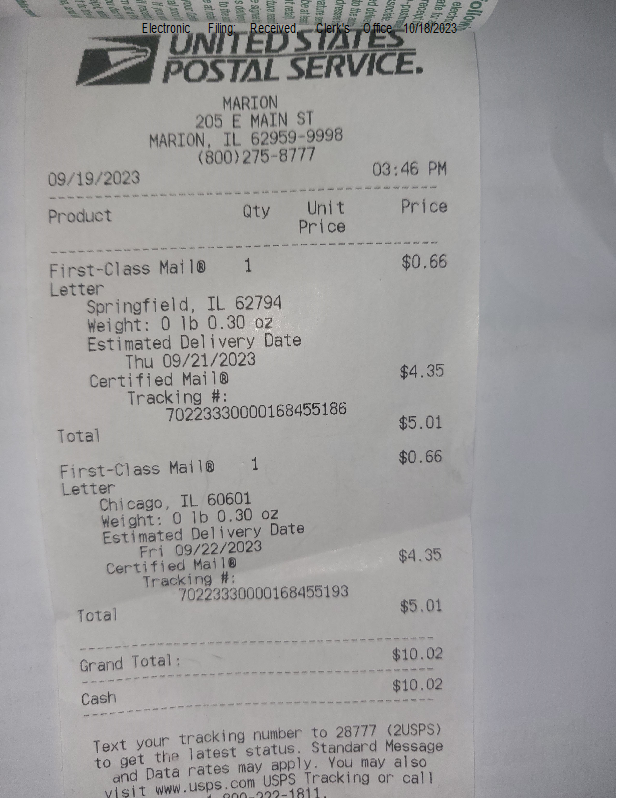 Electronic Filing: Received, Clerk's Office 10/18/2023
UNITED STATES
POSTAL SERVICE.
MARION
205 E MAIN ST
MARION, IL 62959-9998
(800)275-8777
09/19/2023 03:46 PM
Product Qty Unit Price
Price
First-Class Mail® 1 $0.66
Letter
Springfield, IL 62794
Weight: 0 lb 0.30 oz
Estimated Delivery Date
Thu 09/21/2023
Certified Mail® $4.35
Tracking #:
70223330000168455186
Total $5.01
First-Class Mail® 1 $0.66
Letter
Chicago, IL 60601
Weight: 0 lb 0.30 oz
Estimated Delivery Date
Fri 09/22/2023
Certified Mail® $4.35
Tracking #:
70223330000168455193
Total $5.01
Grand Total: $10.02
Cash $10.02
Text your tracking number to 28777 (2USPS)
to get the latest status. Standard Message
and Data rates may apply. You may also
visit www.usps.com USPS Tracking or call
1-800-222-1811.